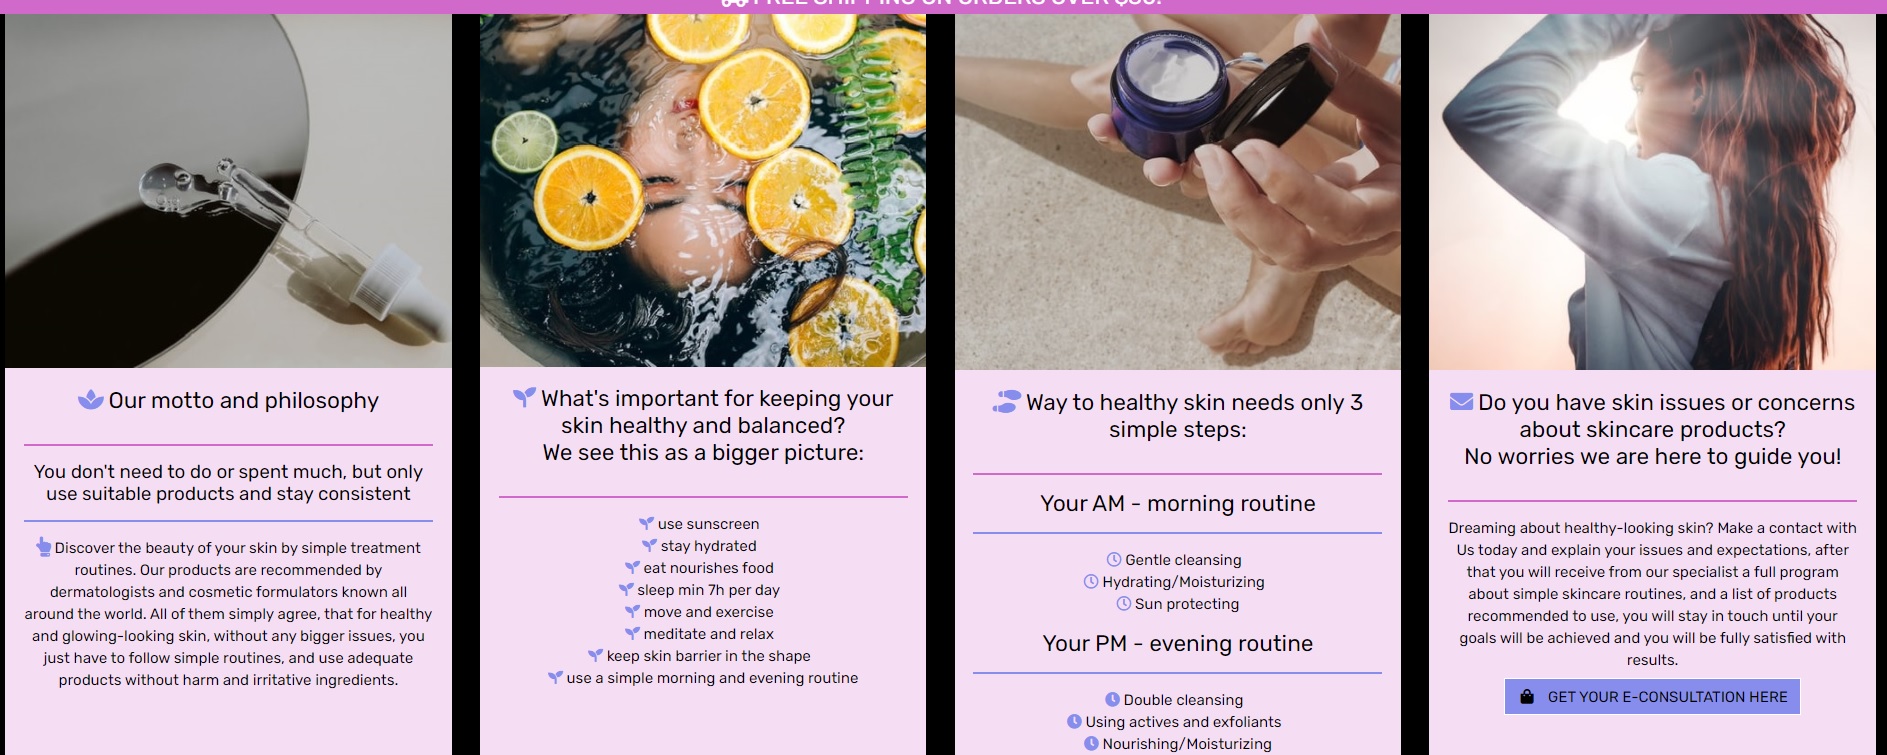 FREE SHIPPING ON ORDERS OVER $50!
Our motto and philosophy
You don't need to do or spent much, but only
use suitable products and stay consistent
Discover the beauty of your skin by simple treatment
routines. Our products are recommended by
dermatologists and cosmetic formulators known all
around the world. All of them simply agree, that for healthy
and glowing-looking skin, without any bigger issues, you
just have to follow simple routines, and use adequate
products without harm and irritative ingredients.
What's important for keeping your
skin healthy and balanced?
We see this as a bigger picture:
use sunscreen
stay hydrated
eat nourishes food
sleep min 7h per day
move and exercise
meditate and relax
keep skin barrier in the shape
use a simple morning and evening routine
Way to healthy skin needs only 3
simple steps:
Your AM - morning routine
Gentle cleansing
Hydrating/Moisturizing
Sun protecting
Your PM - evening routine
Double cleansing
Using actives and exfoliants
Nourishing/Moisturizing
Do you have skin issues or concerns
about skincare products?
No worries we are here to guide you!
Dreaming about healthy-looking skin? Make a contact with
Us today and explain your issues and expectations, after
that you will receive from our specialist a full program
about simple skincare routines, and a list of products
recommended to use, you will stay in touch until your
goals will be achieved and you will be fully satisfied with
results.
GET YOUR E-CONSULTATION HERE